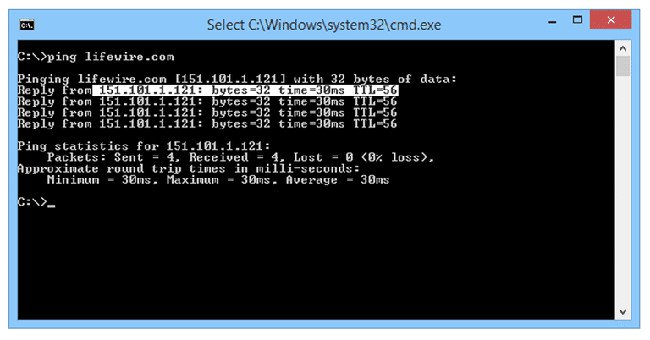 Select C:\Windows\system32\cmd.exe
C:\>ping lifewire.com
Pinging lifewire.com [151.101.1.121] with 32 bytes of data:
Reply from 151.101.1.121: bytes=32 time=30ms TTL=56
Reply from 151.101.1.121: bytes=32 time=30ms TTL=56
Reply from 151.101.1.121: bytes=32 time=30ms TTL=56
Reply from 151.101.1.121: bytes=32 time=30ms TTL=56
Ping statistics for 151.101.1.121:
Packets: Sent = 4, Received = 4, Lost = 0 (0% loss),
Approximate round trip times in milli-seconds:
Minimum = 30ms, Maximum = 30ms, Average = 30ms
C:\>_